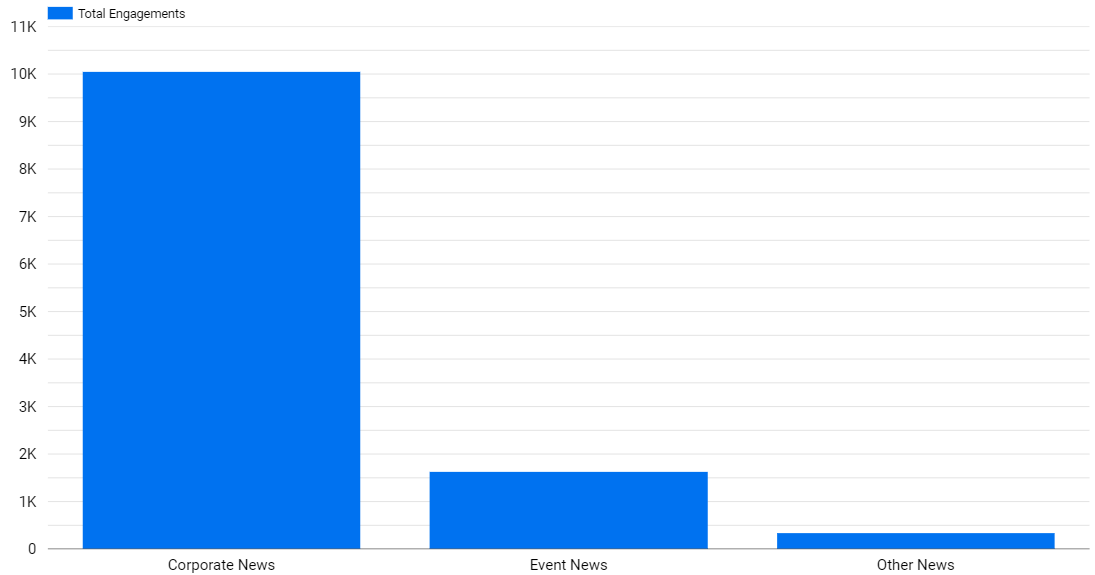 Total Engagements
11K
10K
9K
8K
7K
6K
5K
4K
3K
2K
1K
0
Corporate News
Event News
Other News